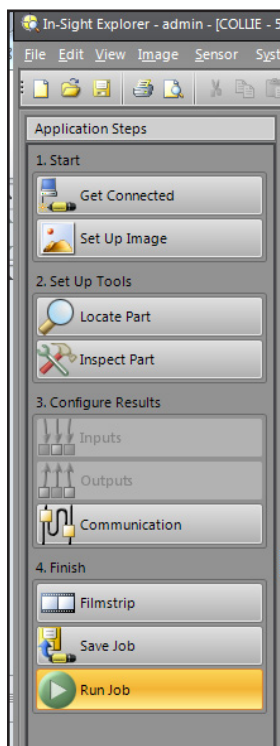 In-Sight Explorer - admin - [COLLIE - 5
File Edit View Image Sensor Syst
Application Steps
1. Start
Get Connected
Set Up Image
2. Set Up Tools
Locate Part
Inspect Part
3. Configure Results
Inputs
Outputs
Communication
4. Finish
Filmstrip
Save Job
Run Job